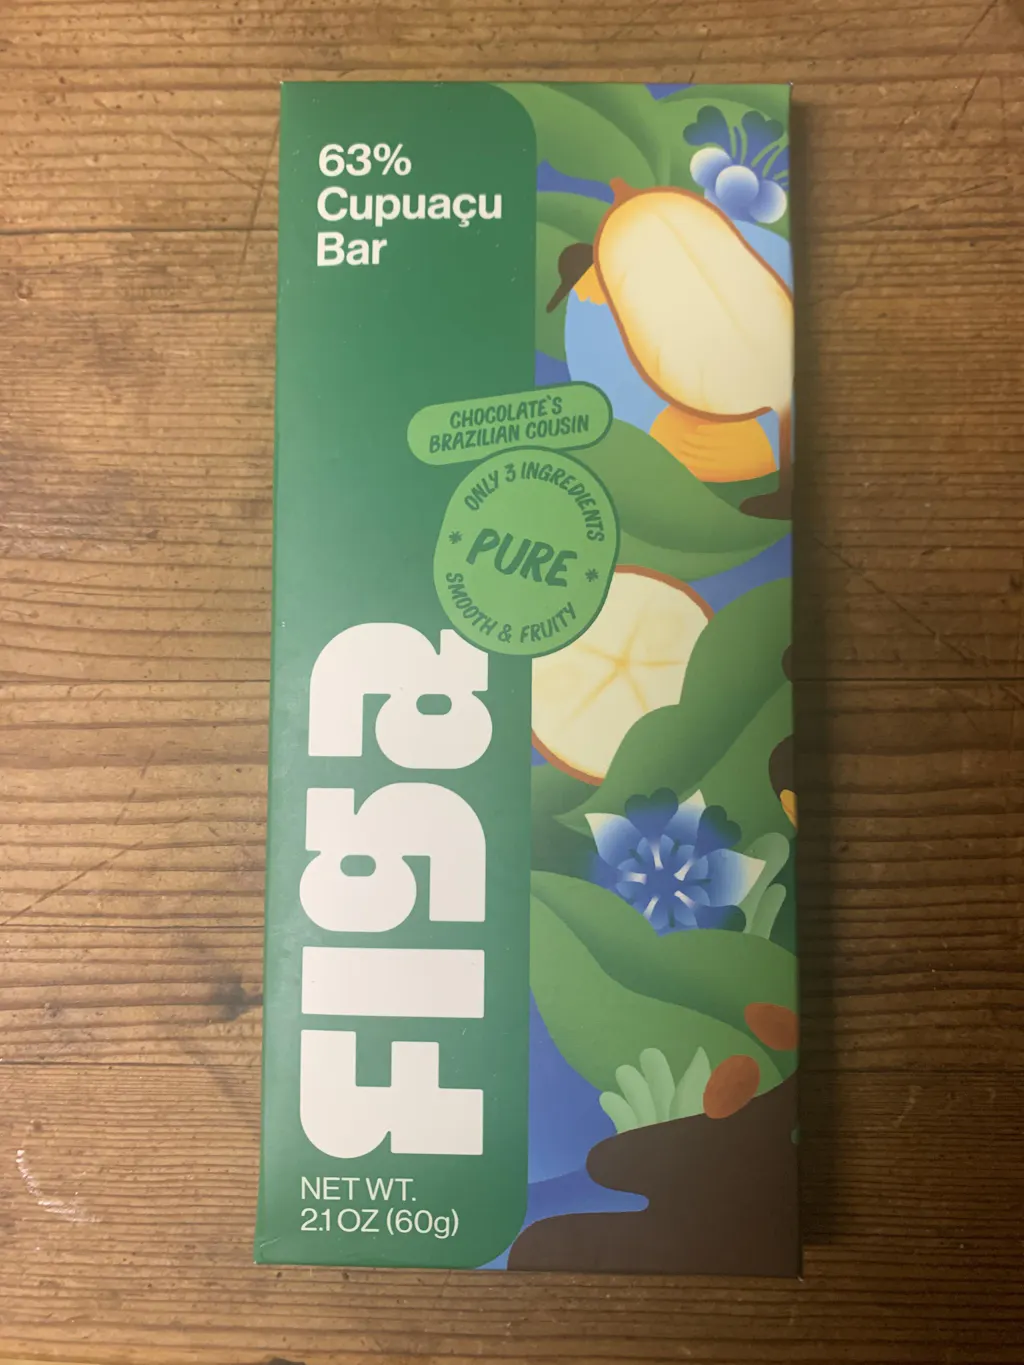 63%
Cupuaçu
Bar
CHOCOLATE'S
BRAZILIAN COUSIN
ONLY 3 INGREDIENTS
PURE
SMOOTH & FRUITY
Figa
NET WT.
2.1 OZ (60g)